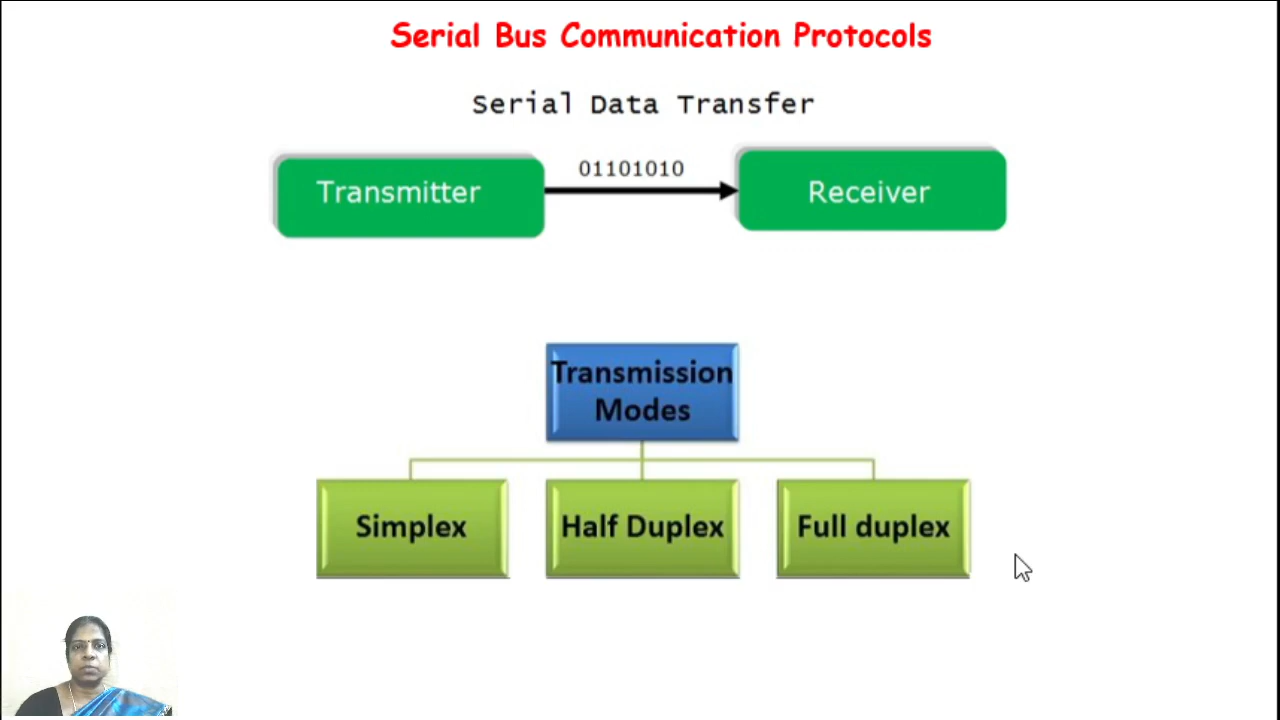 Serial Bus Communication Protocols
Serial Data Transfer
01101010
Transmitter
Receiver
Transmission
Modes
Simplex
Half Duplex
Full duplex